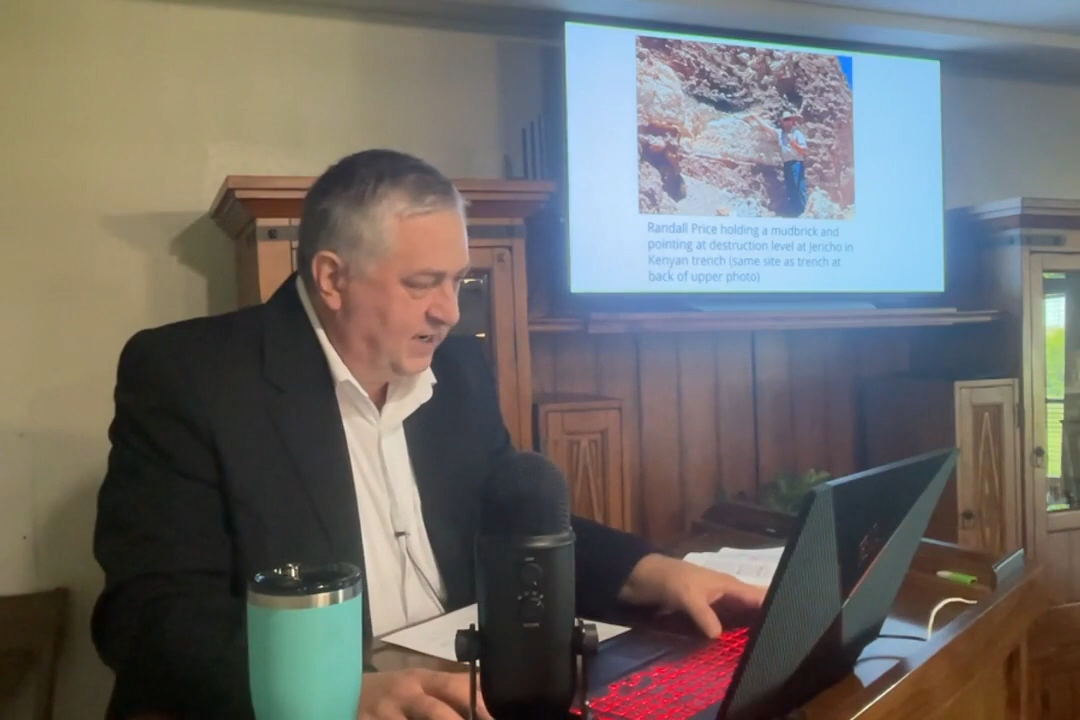 Randall Price holding a mudbrick and
pointing at destruction level at Jericho in
Kenyan trench (same site as trench at
back of upper photo)